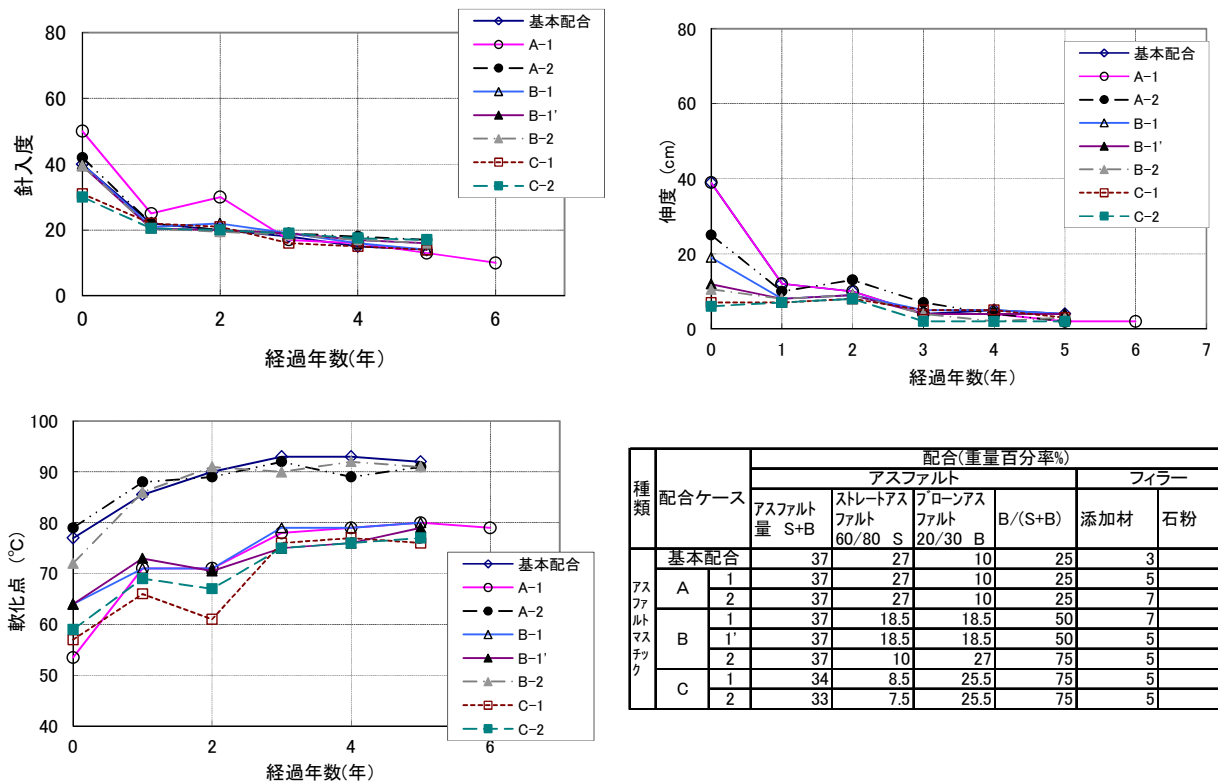 80
60
40
20
0
針入度
0
2
4
6
経過年数(年)
基本配合
A-1
A-2
B-1
B-1'
B-2
C-1
C-2
80
60
40
20
0
伸度 (cm)
0 1 2 3 4 5 6 7
経過年数(年)
基本配合
A-1
A-2
B-1
B-1'
B-2
C-1
C-2
100
90
80
70
60
50
40
軟化点 (℃)
0 2 4 6
経過年数(年)
基本配合
A-1
A-2
B-1
B-1'
B-2
C-1
C-2
種類 配合ケース 配合(重量百分率%)
アスファルト フィラー
アスファルト量 S+B ストレートアスファルト 60/80 S ブローンアスファルト 20/30 B B/(S+B) 添加材 石粉
アスファルトマスチック
基本配合 37 27 10 25 3
A 1 37 27 10 25 5
2 37 27 10 25 7
B 1 37 18.5 18.5 50 7
1' 37 18.5 18.5 50 5
2 37 10 27 75 5
C 1 34 8.5 25.5 75 5
2 33 7.5 25.5 75 5